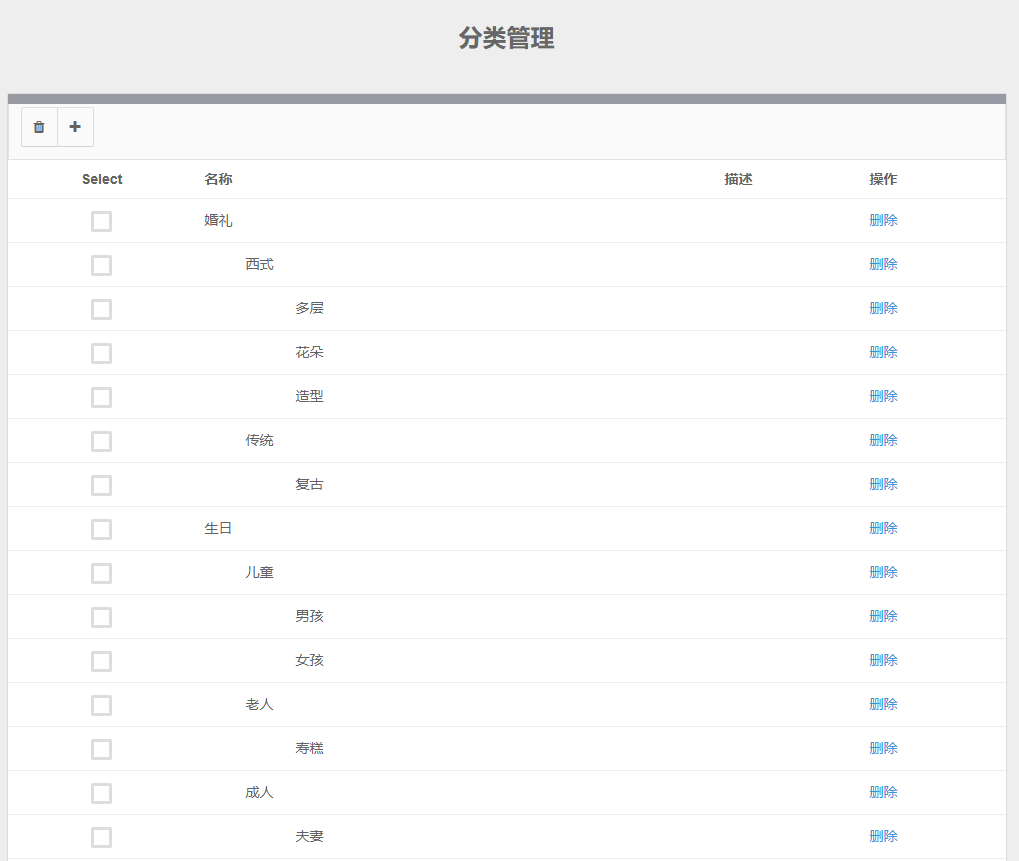 分类管理
Select 名称 描述 操作
婚礼 删除
西式 删除
多层 删除
花朵 删除
造型 删除
传统 删除
复古 删除
生日 删除
儿童 删除
男孩 删除
女孩 删除
老人 删除
寿糕 删除
成人 删除
夫妻 删除